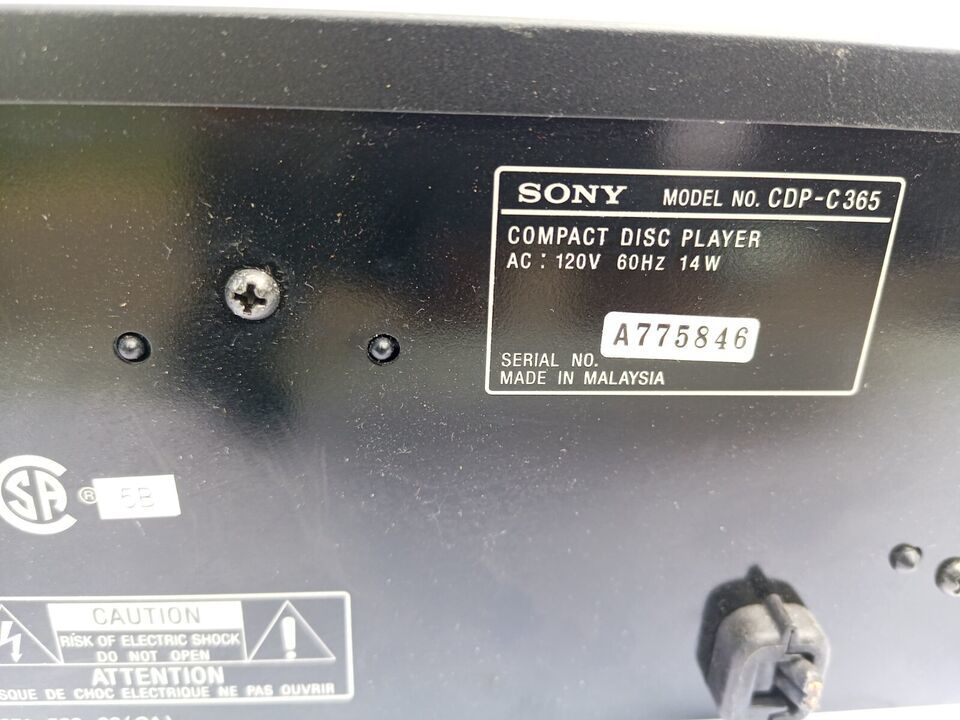 SONY MODEL NO. CDP-C365
COMPACT DISC PLAYER
AC : 120V 60Hz 14W
A775846
SERIAL NO.
MADE IN MALAYSIA
SA ® 5B
CAUTION
RISK OF ELECTRIC SHOCK
DO NOT OPEN
ATTENTION
SQUE DE CHOC ELECTRIQUE NE PAS OUVRIR